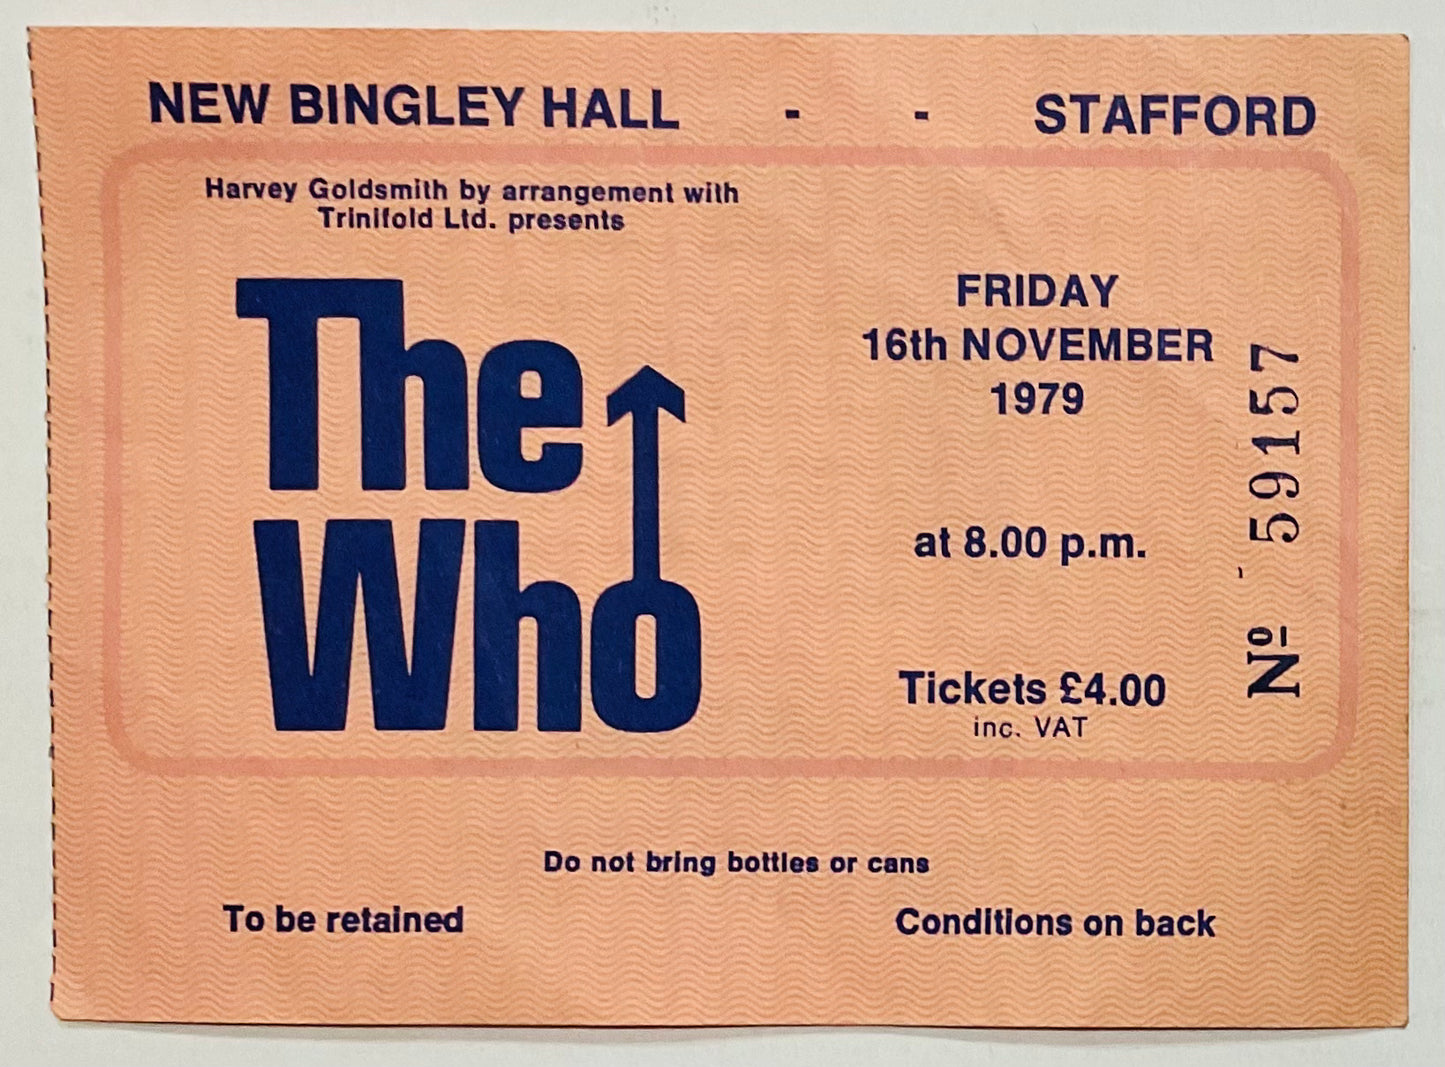 NEW BINGLEY HALL - - STAFFORD
Harvey Goldsmith by arrangement with
Trinifold Ltd. presents
The
Who
FRIDAY
16th NOVEMBER
1979
at 8.00 p.m.
Tickets £4.00
inc. VAT
Nº 59157
Do not bring bottles or cans
To be retained
Conditions on back